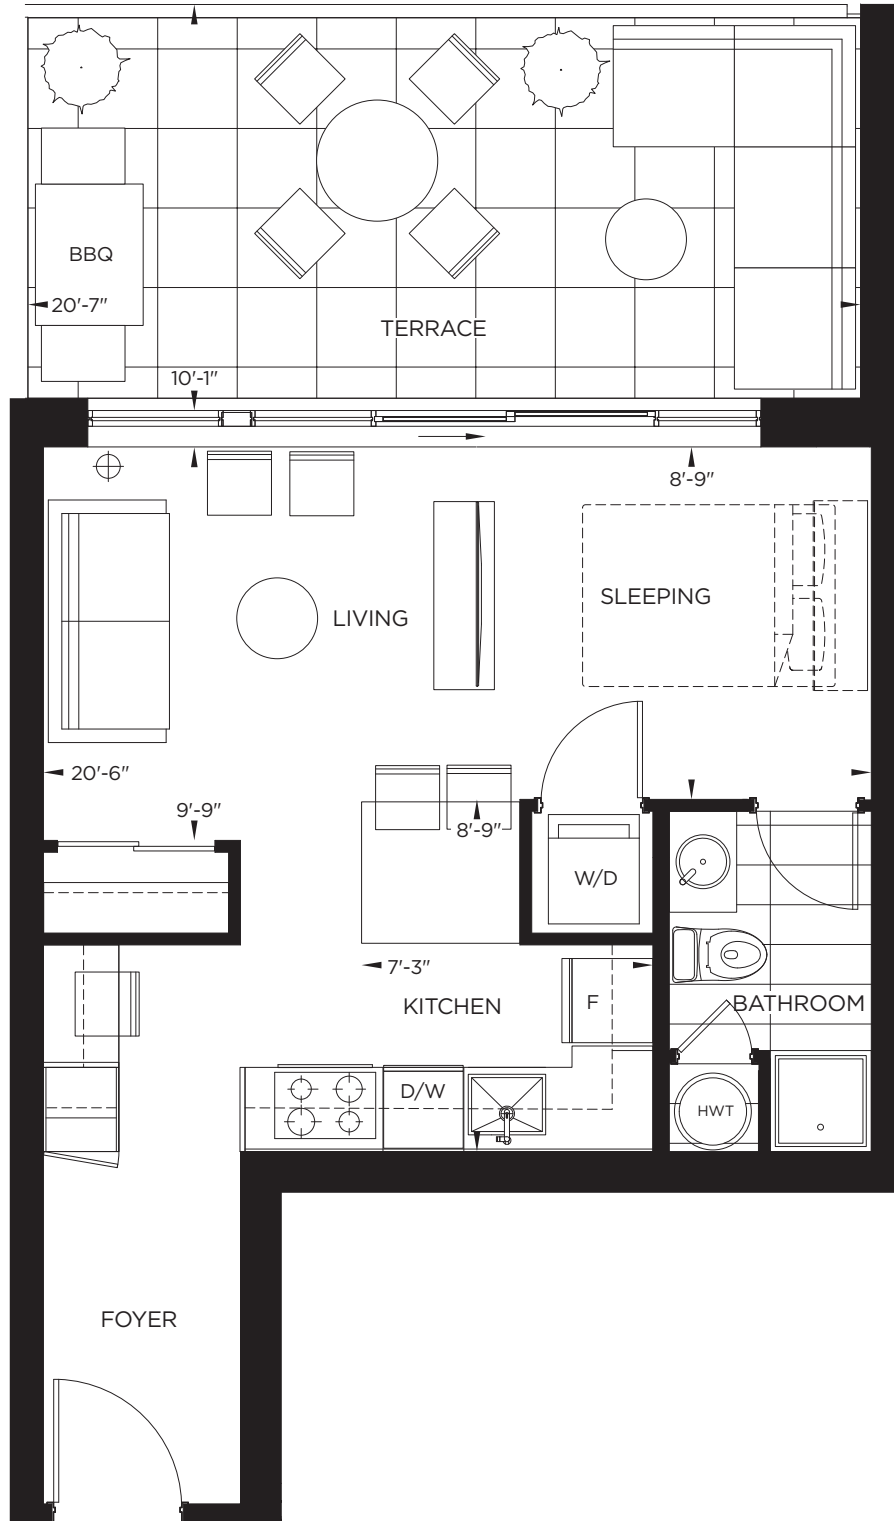 BBQ
20'-7"
TERRACE
10'-1"
8'-9"
SLEEPING
LIVING
20'-6"
9'-9"
8'-9"
W/D
7'-3"
F
KITCHEN
BATHROOM
D/W
HWT
FOYER